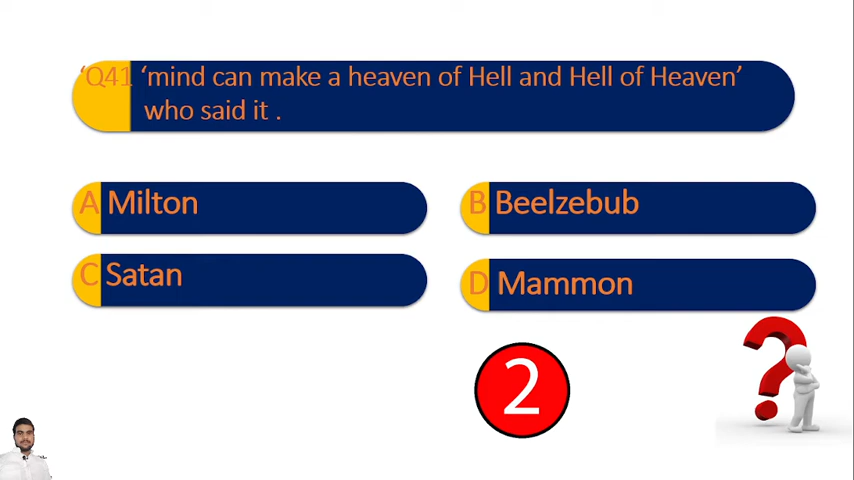 ‘Q41 ‘mind can make a heaven of Hell and Hell of Heaven’
who said it .
A Milton
B Beelzebub
C Satan
D Mammon
2